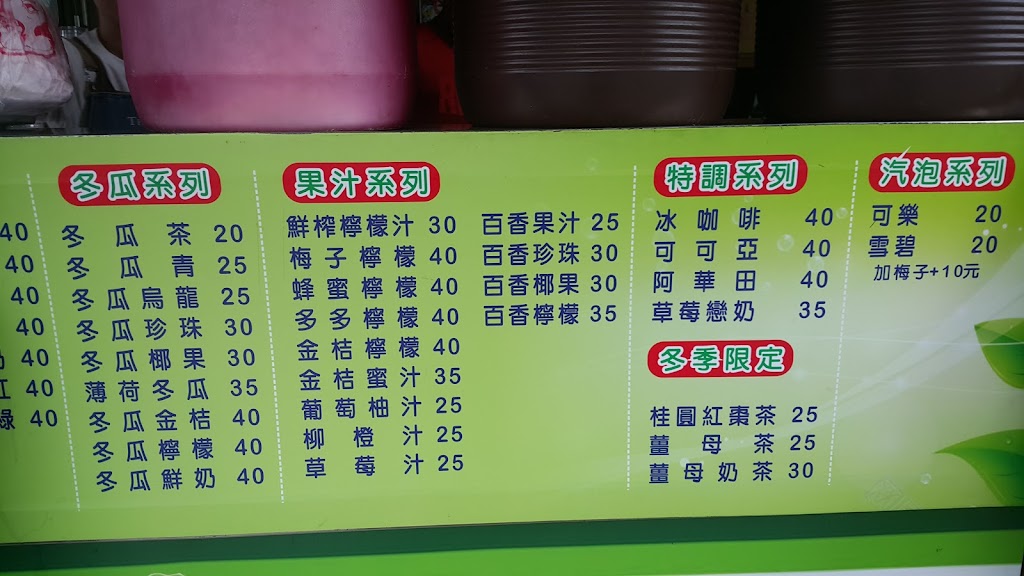 40
40
40
40
奶 40
紅 40
綠 40
冬瓜系列
冬瓜茶 20
冬瓜青 25
冬瓜烏龍 25
冬瓜珍珠 30
冬瓜椰果 30
薄荷冬瓜 35
冬瓜金桔 40
冬瓜檸檬 40
冬瓜鮮奶 40
果汁系列
鮮榨檸檬汁 30
梅子檸檬 40
蜂蜜檸檬 40
多多檸檬 40
金桔檸檬 40
金桔蜜汁 35
葡萄柚汁 25
柳橙汁 25
草莓汁 25
百香果汁 25
百香珍珠 30
百香椰果 30
百香檸檬 35
特調系列
冰咖啡 40
可可亞 40
阿華田 40
草莓戀奶 35
冬季限定
桂圓紅棗茶 25
薑母茶 25
薑母奶茶 30
汽泡系列
可樂 20
雪碧 20
加梅子+10元